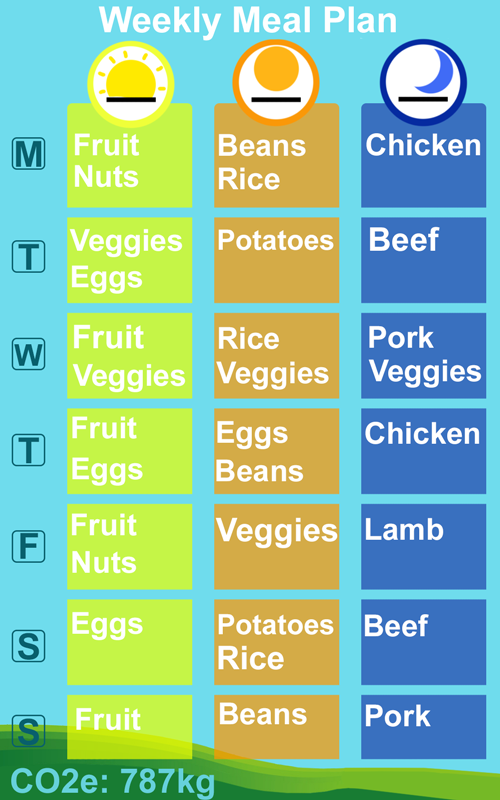 Weekly Meal Plan
M
Fruit
Nuts
Beans
Rice
Chicken
T
Veggies
Eggs
Potatoes
Beef
W
Fruit
Veggies
Rice
Veggies
Pork
Veggies
T
Fruit
Eggs
Eggs
Beans
Chicken
F
Fruit
Nuts
Veggies
Lamb
S
Eggs
Potatoes
Rice
Beef
S
Fruit
Beans
Pork
CO2e: 787kg